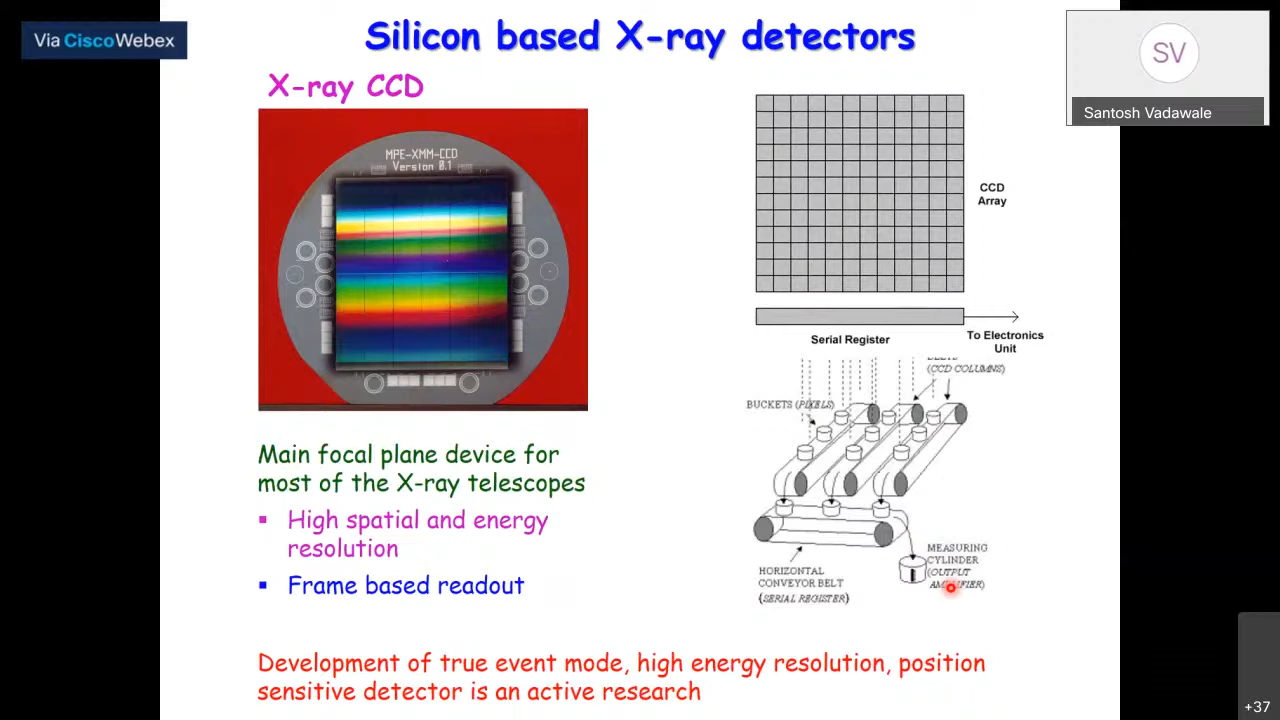 Via Cisco Webex
Silicon based X-ray detectors
SV
Santosh Vadawale
X-ray CCD
MPE-XMM-CCD
Version 0.1
CCD
Array
Serial Register
To Electronics
Unit
(CCD COLUMNS)
BUCKETS (PIXELS)
MEASURING
CYLINDER
(OUTPUT
AMPLIFIER)
HORIZONTAL
CONVEYOR BELT
(SERIAL REGISTER)
Main focal plane device for
most of the X-ray telescopes
▪ High spatial and energy
resolution
▪ Frame based readout
Development of true event mode, high energy resolution, position
sensitive detector is an active research
+37